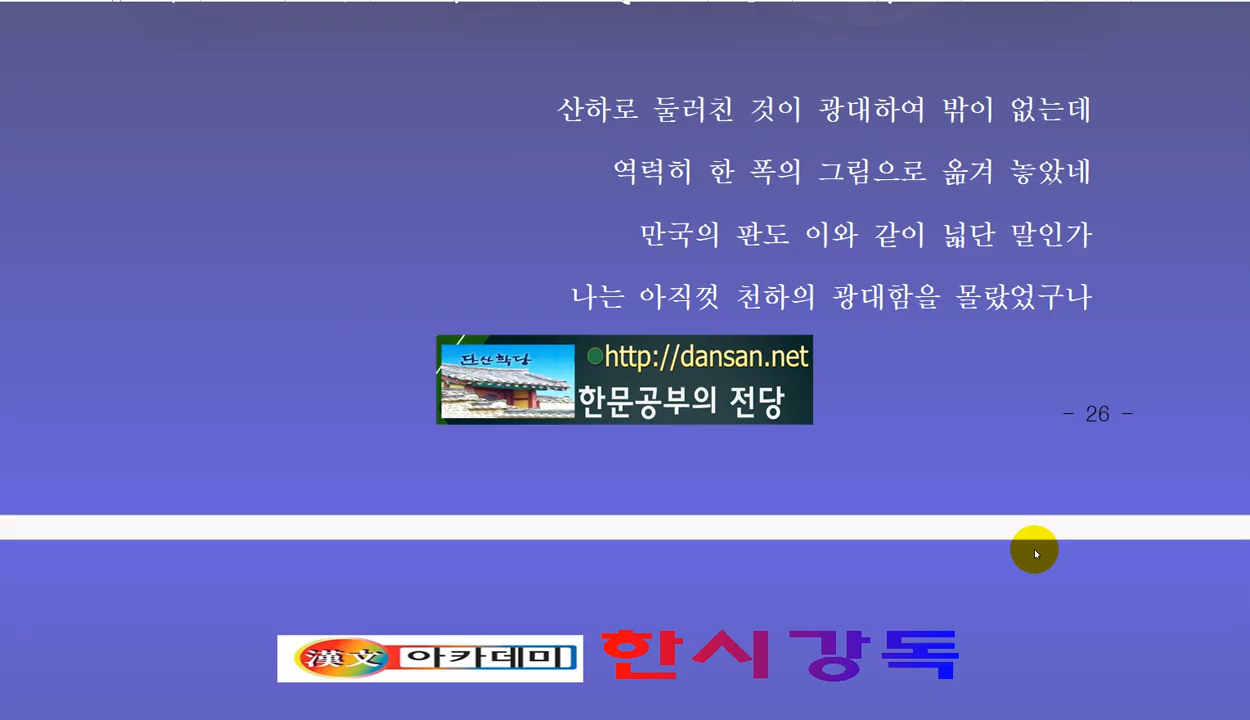 산하로 둘러친 것이 광대하여 밖이 없는데
역력히 한 폭의 그림으로 옮겨 놓았네
만국의 판도 이와 같이 넓단 말인가
나는 아직껏 천하의 광대함을 몰랐었구나
단산학당
http://dansan.net
한문공부의 전당
- 26 -
漢文 아카데미
한시강독